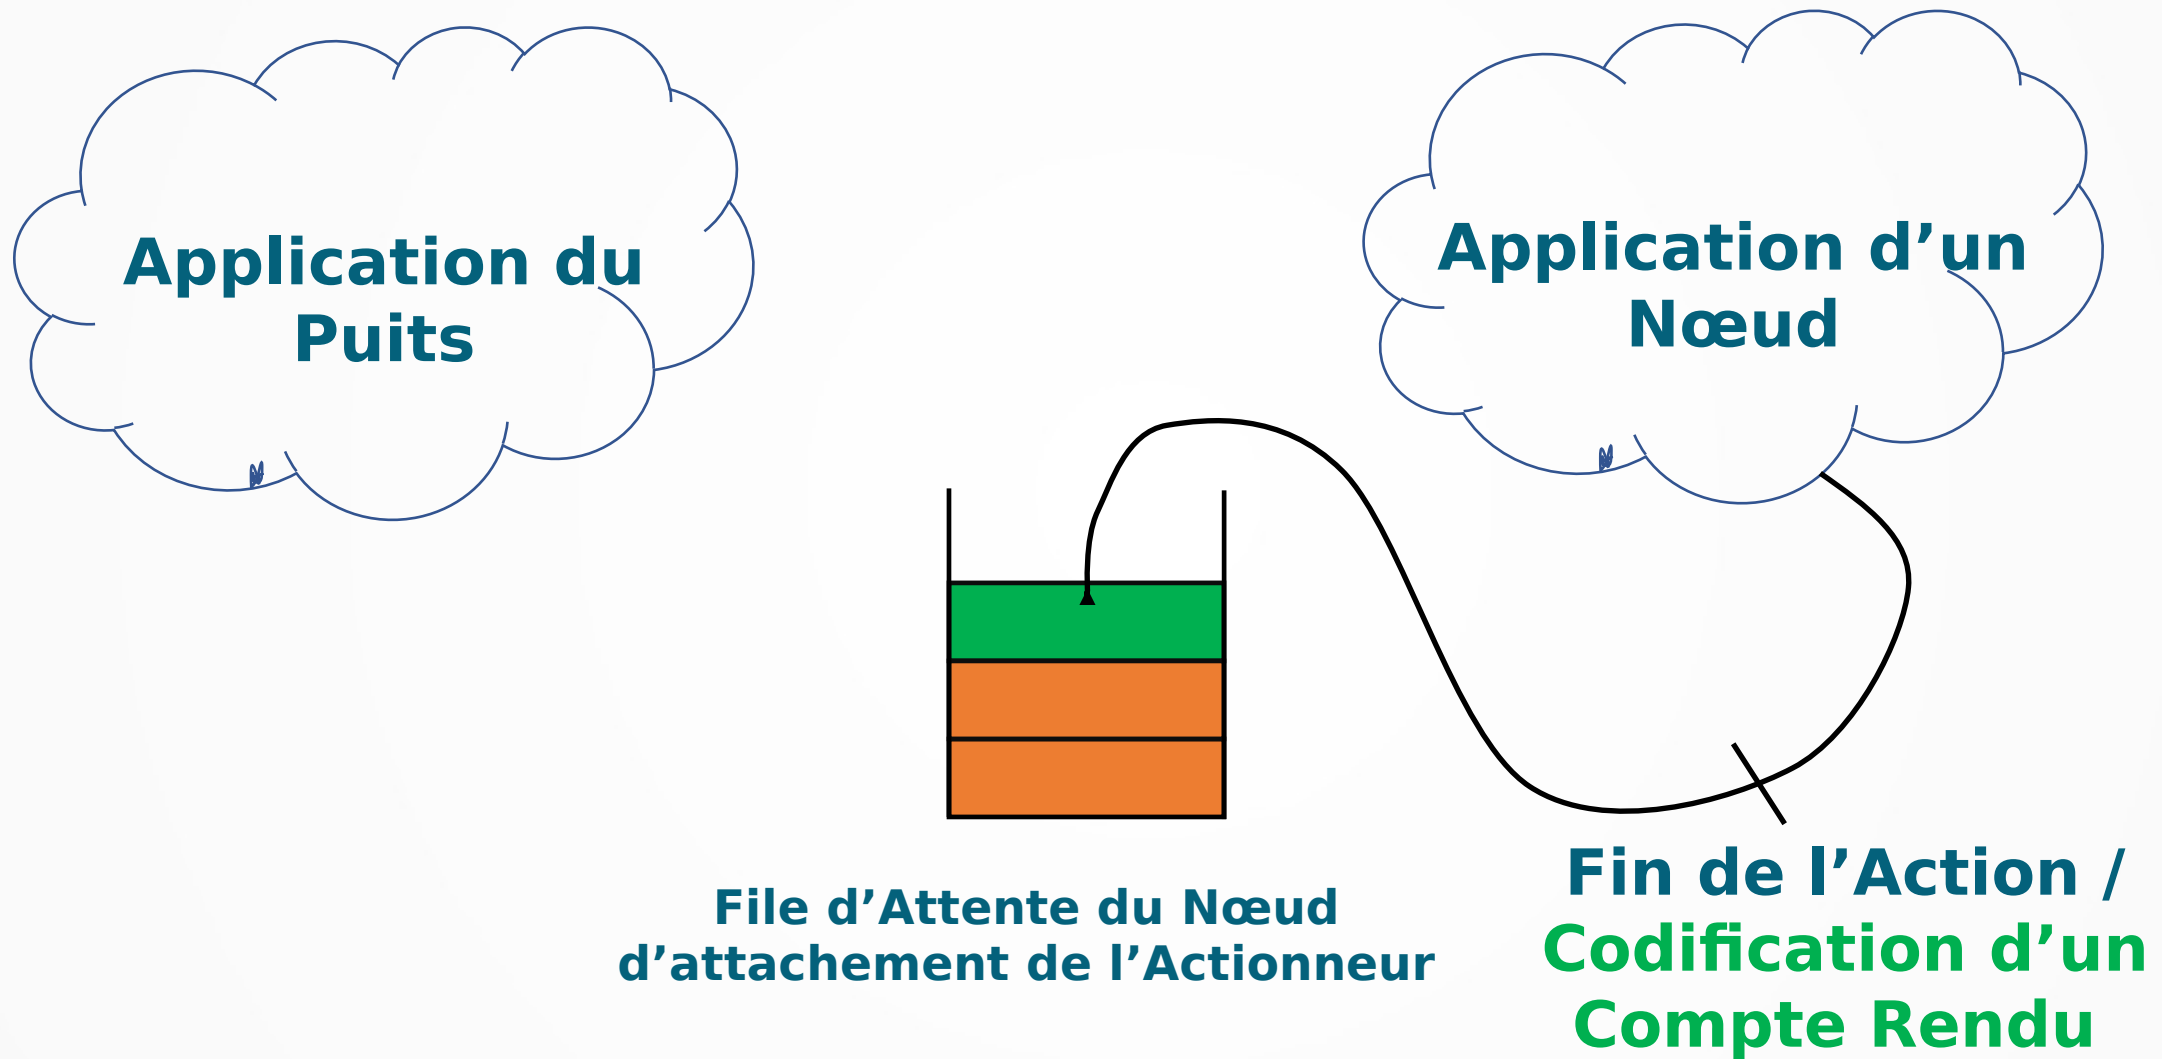 Application du
Puits
Application d’un
Nœud
File d’Attente du Nœud
d’attachement de l’Actionneur
Fin de l’Action /
Codification d’un
Compte Rendu